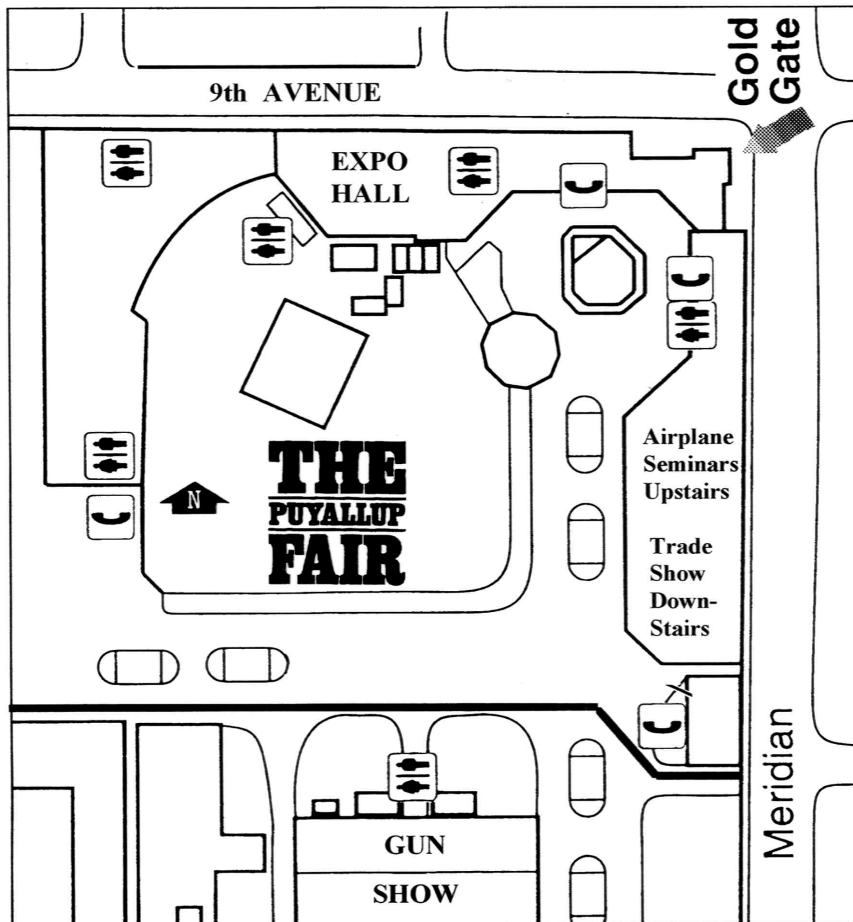 Gold
Gate
9th AVENUE
EXPO
HALL
Airplane
Seminars
Upstairs
N
THE
PUYALLUP
FAIR
Trade
Show
Down-
Stairs
Meridian
GUN
SHOW